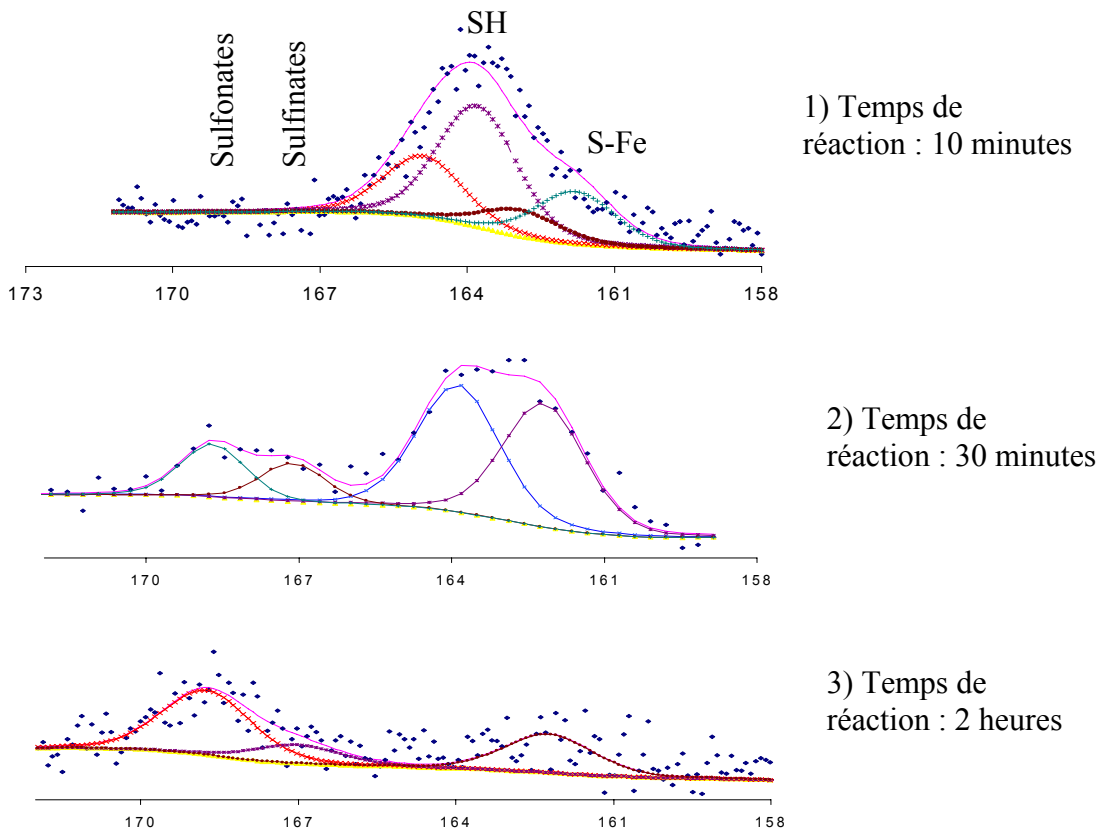 Sulfonates
Sulfinates
SH
S-Fe
1) Temps de
réaction : 10 minutes
173 170 167 164 161 158
2) Temps de
réaction : 30 minutes
170 167 164 161 158
3) Temps de
réaction : 2 heures
170 167 164 161 158